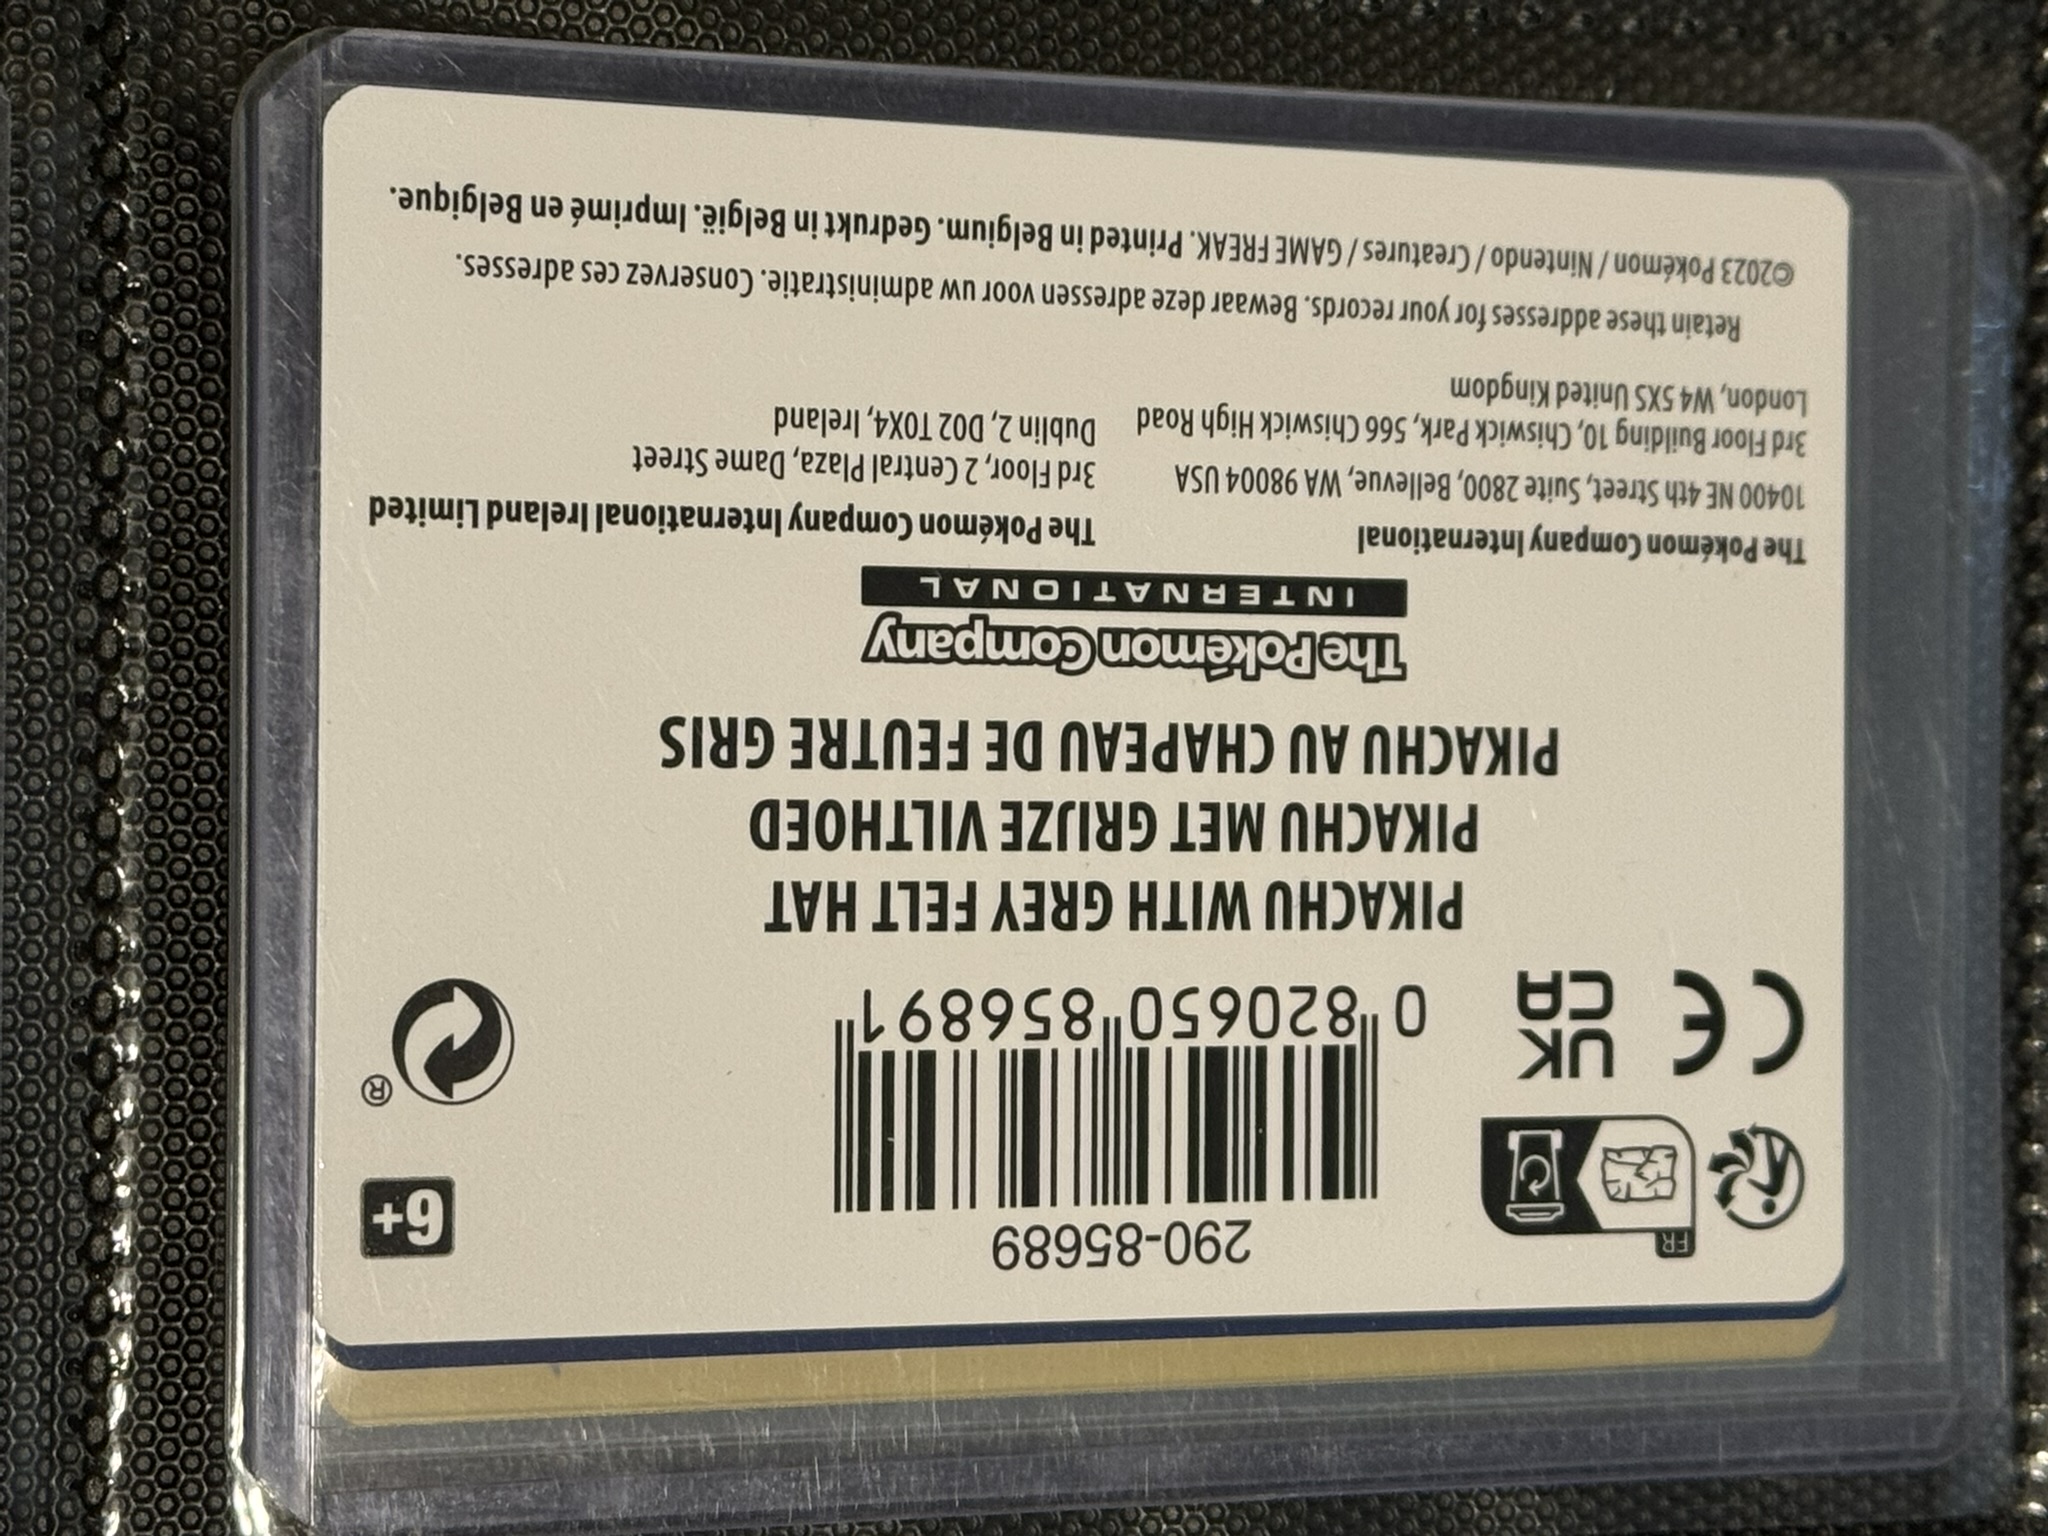 290-85689
FR
6+
0 820650 856891
CE
UK
CA
®
PIKACHU WITH GREY FELT HAT
PIKACHU MET GRIJZE VILTHOED
PIKACHU AU CHAPEAU DE FEUTRE GRIS
The Pokémon Company
INTERNATIONAL
The Pokémon Company International
10400 NE 4th Street, Suite 2800, Bellevue, WA 98004 USA
3rd Floor Building 10, Chiswick Park, 566 Chiswick High Road
London, W4 5XS United Kingdom
The Pokémon Company International Ireland Limited
3rd Floor, 2 Central Plaza, Dame Street
Dublin 2, D02 T0X4, Ireland
Retain these addresses for your records. Bewaar deze adressen voor uw administratie. Conservez ces adresses.
©2023 Pokémon / Nintendo / Creatures / GAME FREAK. Printed in Belgium. Gedrukt in België. Imprimé en Belgique.